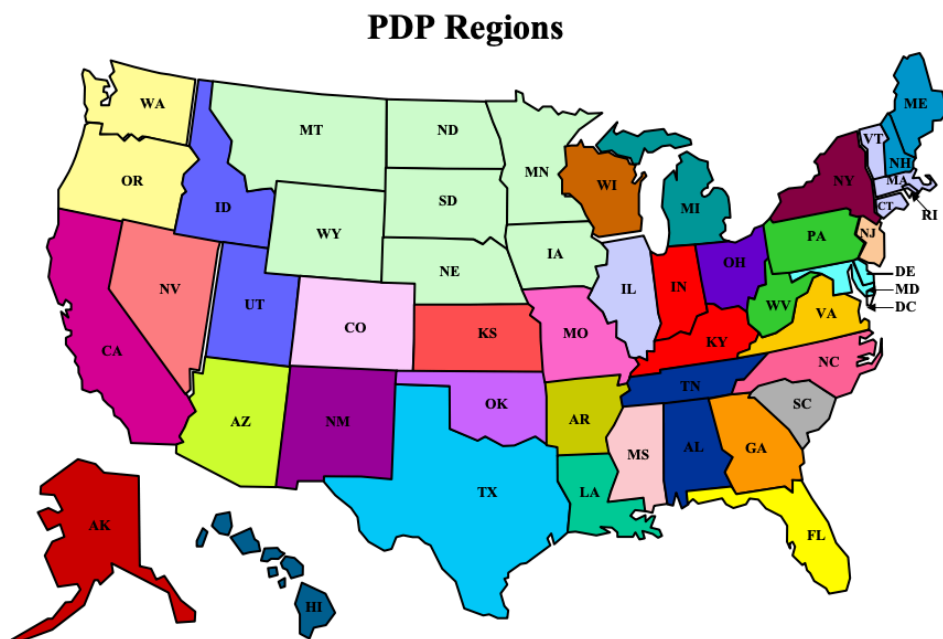 PDP Regions
WA
MT
ND
MN
ME
VT
NH
OR
ID
SD
WI
MI
NY
MA
CT
RI
WY
IA
PA
NJ
NE
OH
DE
NV
UT
IL
IN
MD
WV
DC
CO
KS
MO
VA
CA
KY
NC
TN
AZ
NM
OK
AR
SC
MS
AL
GA
TX
LA
AK
FL
HI